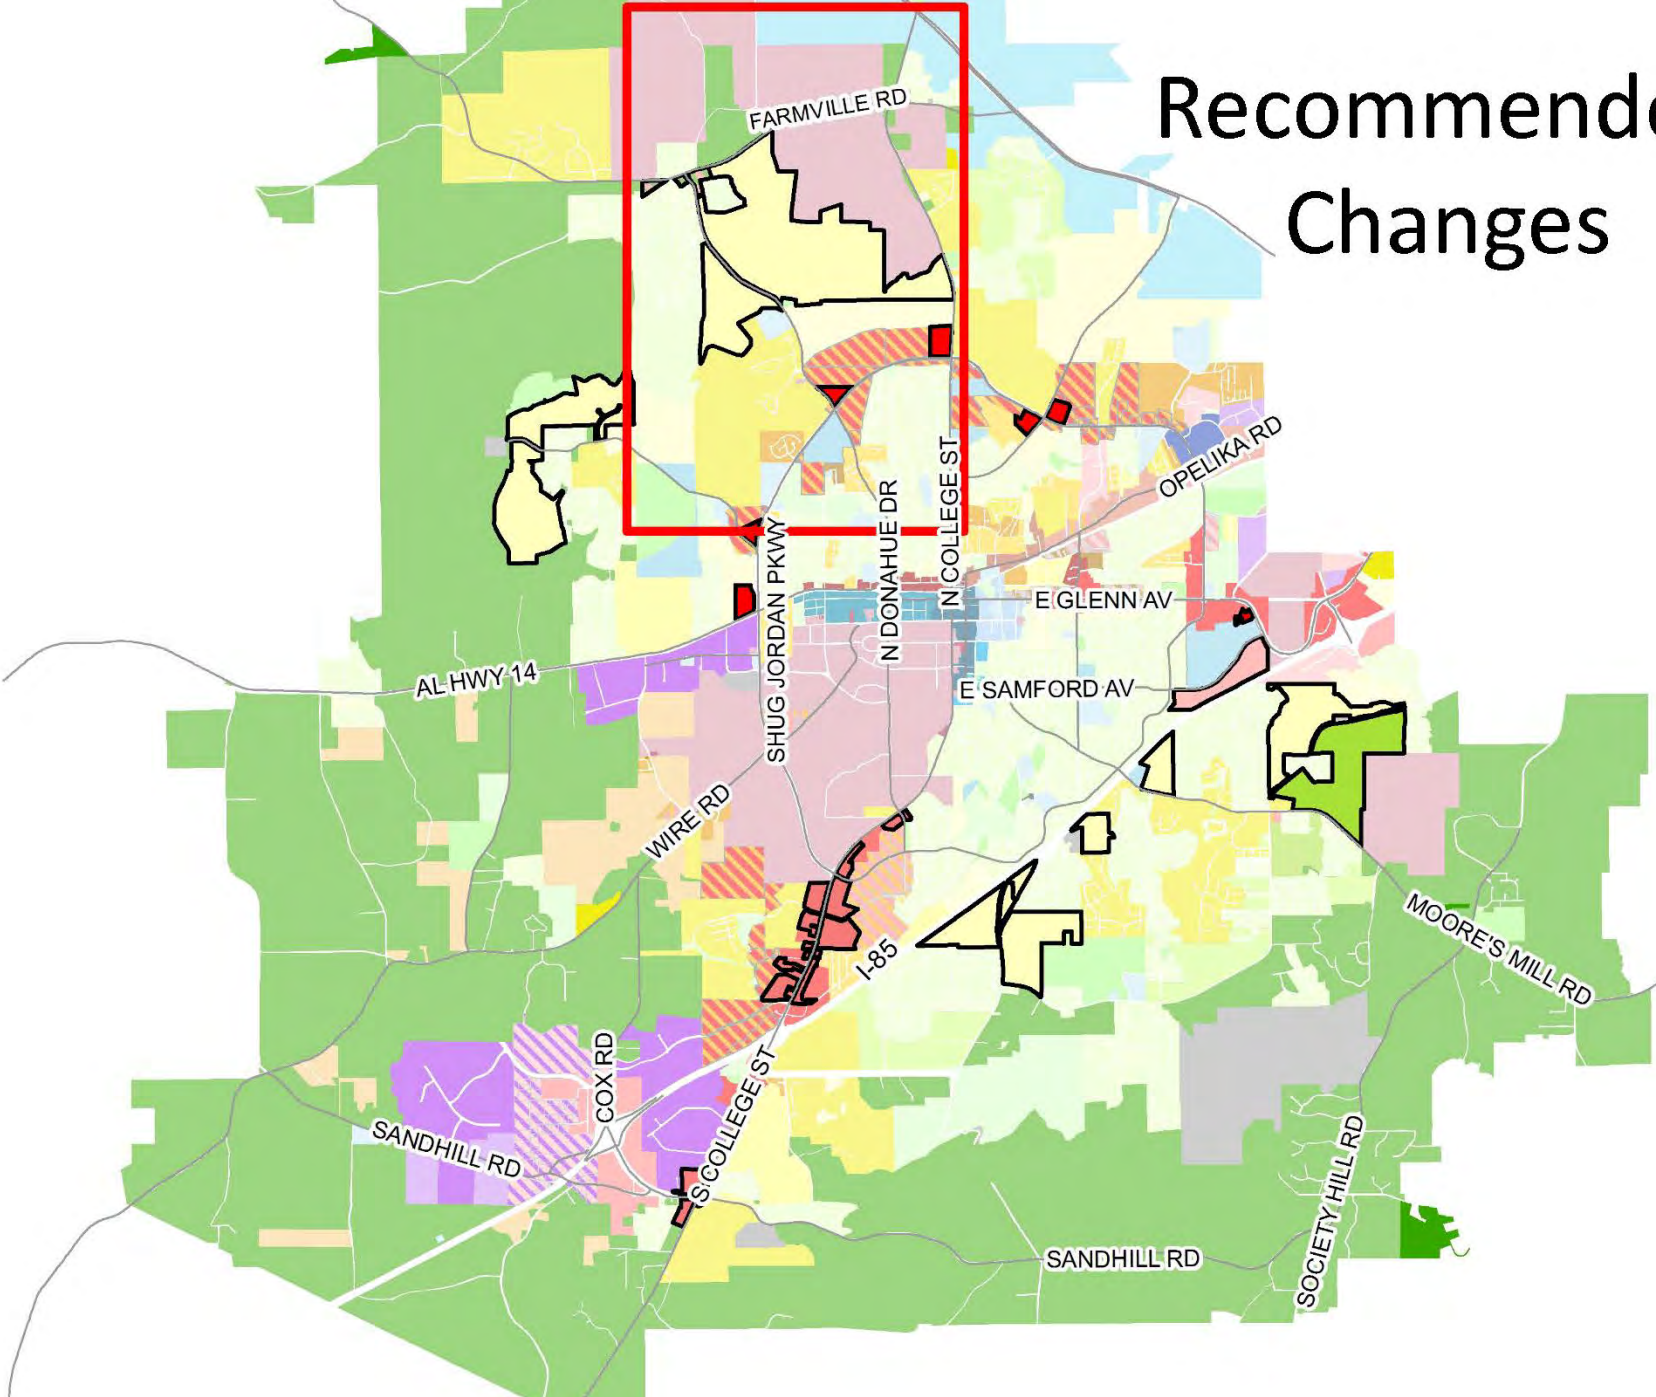 Recommende
Changes
FARMVILLE RD
OPELIKA RD
N COLLEGE ST
N DONAHUE DR
SHUG JORDAN PKWY
E GLENN AV
AL HWY 14
E SAMFORD AV
WIRE RD
MOORE'S MILL RD
I-85
COX RD
S COLLEGE ST
SANDHILL RD
SANDHILL RD
SOCIETY HILL RD